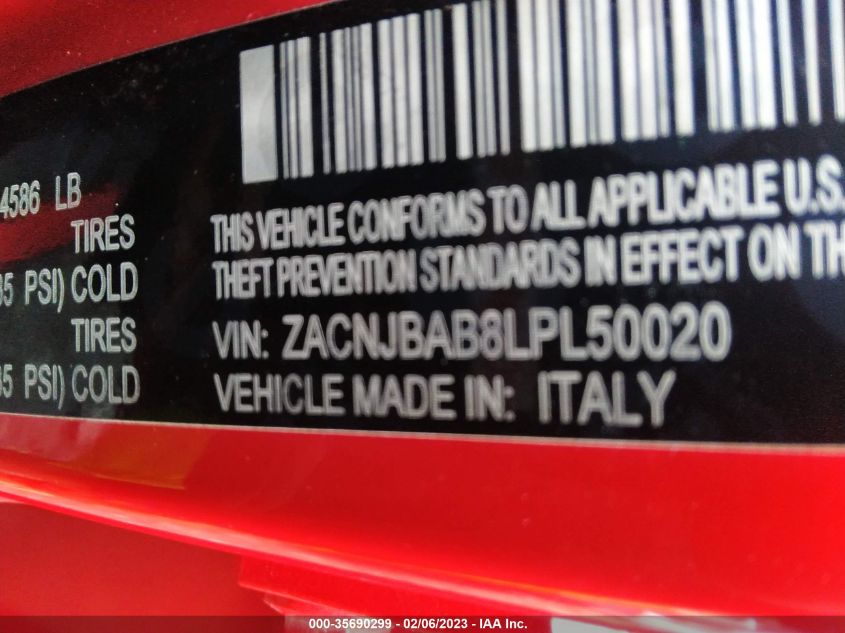 4586 LB
TIRES
35 PSI) COLD
TIRES
35 PSI) COLD
THIS VEHICLE CONFORMS TO ALL APPLICABLE U.S.
THEFT PREVENTION STANDARDS IN EFFECT ON TH
VIN: ZACNJBAB8LPL50020
VEHICLE MADE IN: ITALY
000-35690299 — 02/06/2023 — IAA Inc.